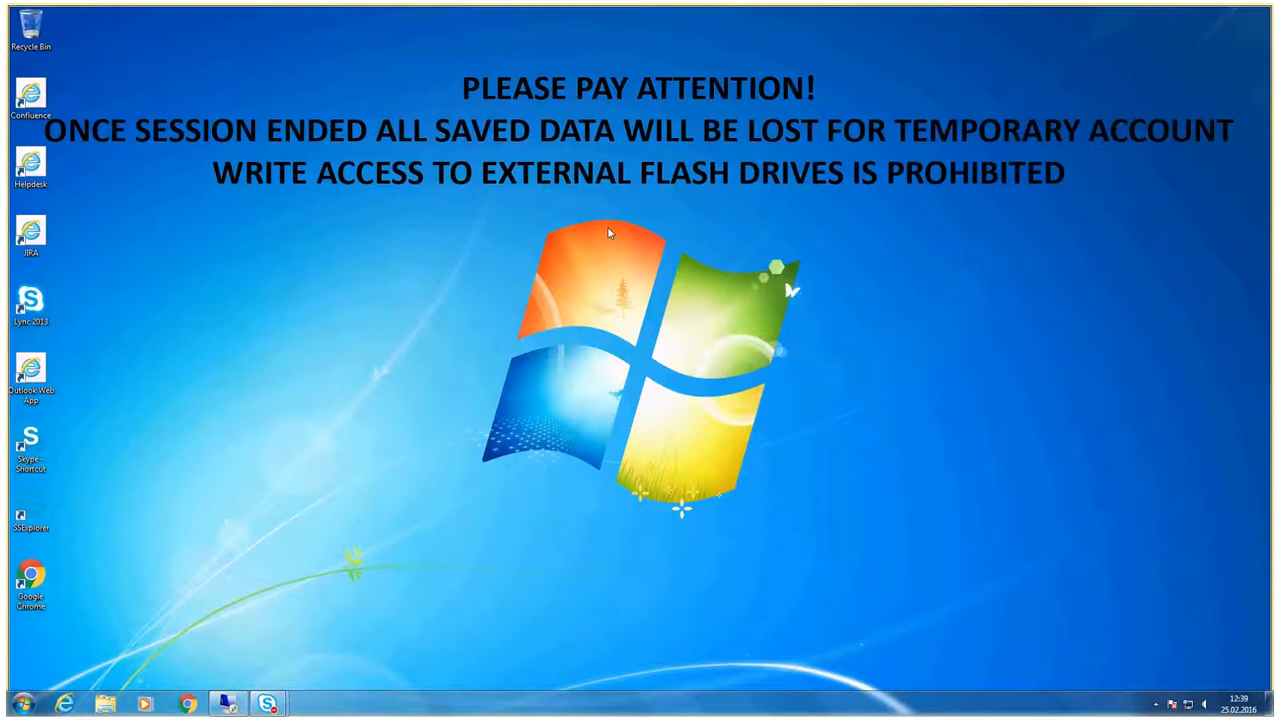 Recycle Bin
PLEASE PAY ATTENTION!
Confluence
ONCE SESSION ENDED ALL SAVED DATA WILL BE LOST FOR TEMPORARY ACCOUNT
WRITE ACCESS TO EXTERNAL FLASH DRIVES IS PROHIBITED
Helpdesk
JIRA
Lync 2013
Outlook Web
App
Skype -
Shortcut
SSExplorer
Google
Chrome
12:39
25.02.2016